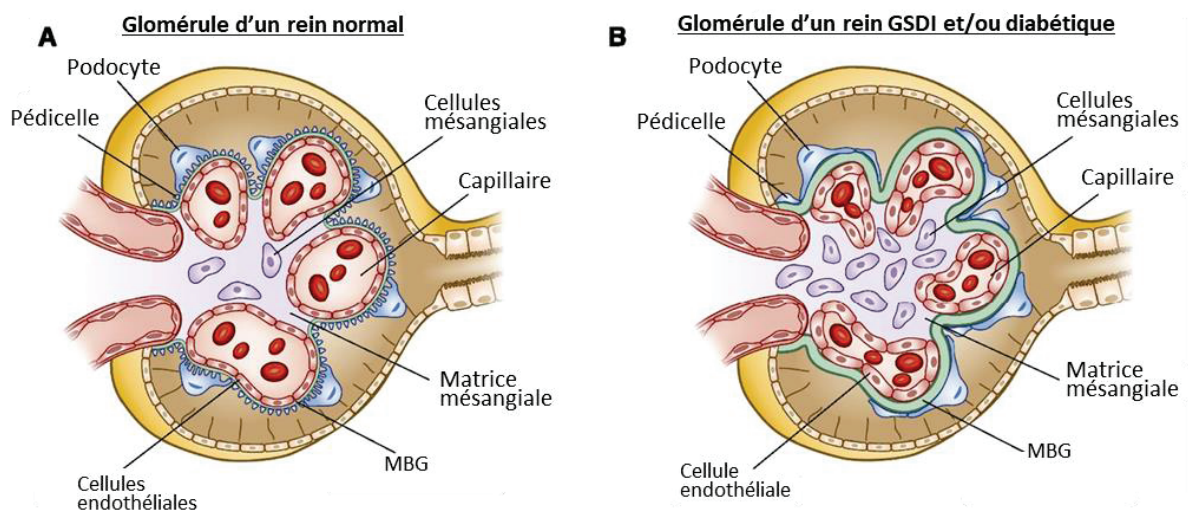 A
Glomérule d'un rein normal
Podocyte
Pédicelle
Cellules
mésangiales
Capillaire
Matrice
mésangiale
MBG
Cellules
endothéliales
B
Glomérule d'un rein GSDI et/ou diabétique
Podocyte
Pédicelle
Cellules
mésangiales
Capillaire
Matrice
mésangiale
MBG
Cellule
endothéliale